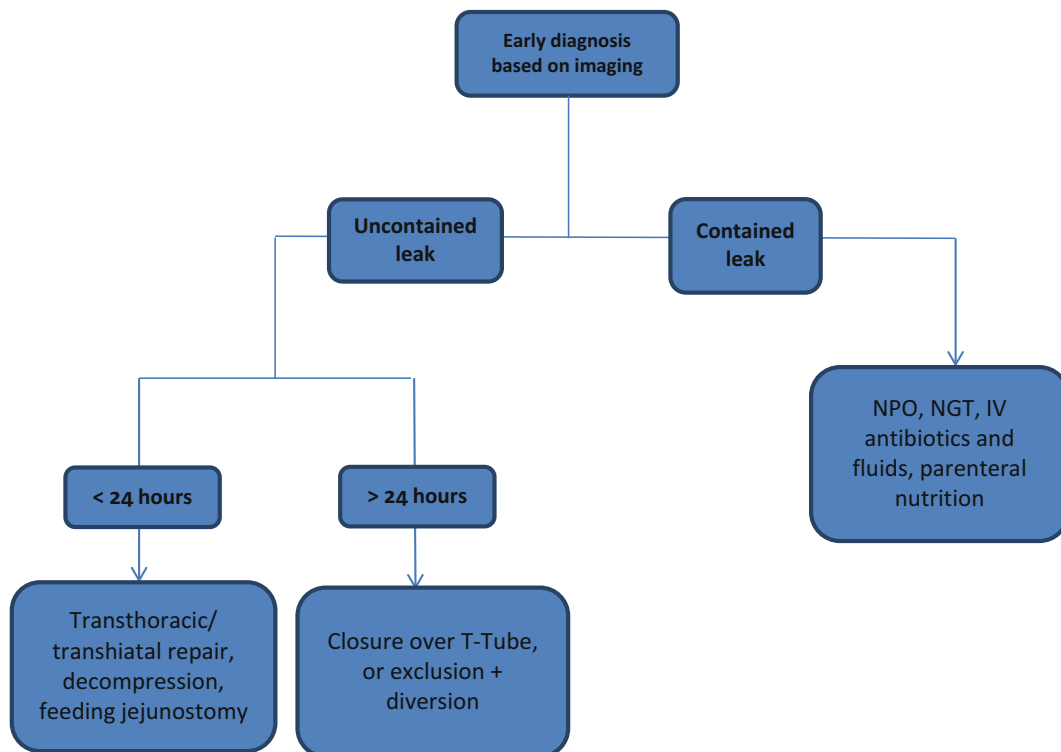 Early diagnosis
based on imaging
Uncontained
leak
Contained
leak
NPO, NGT, IV
antibiotics and
fluids, parenteral
nutrition
< 24 hours
> 24 hours
Transthoracic/
transhiatal repair,
decompression,
feeding jejunostomy
Closure over T-Tube,
or exclusion +
diversion